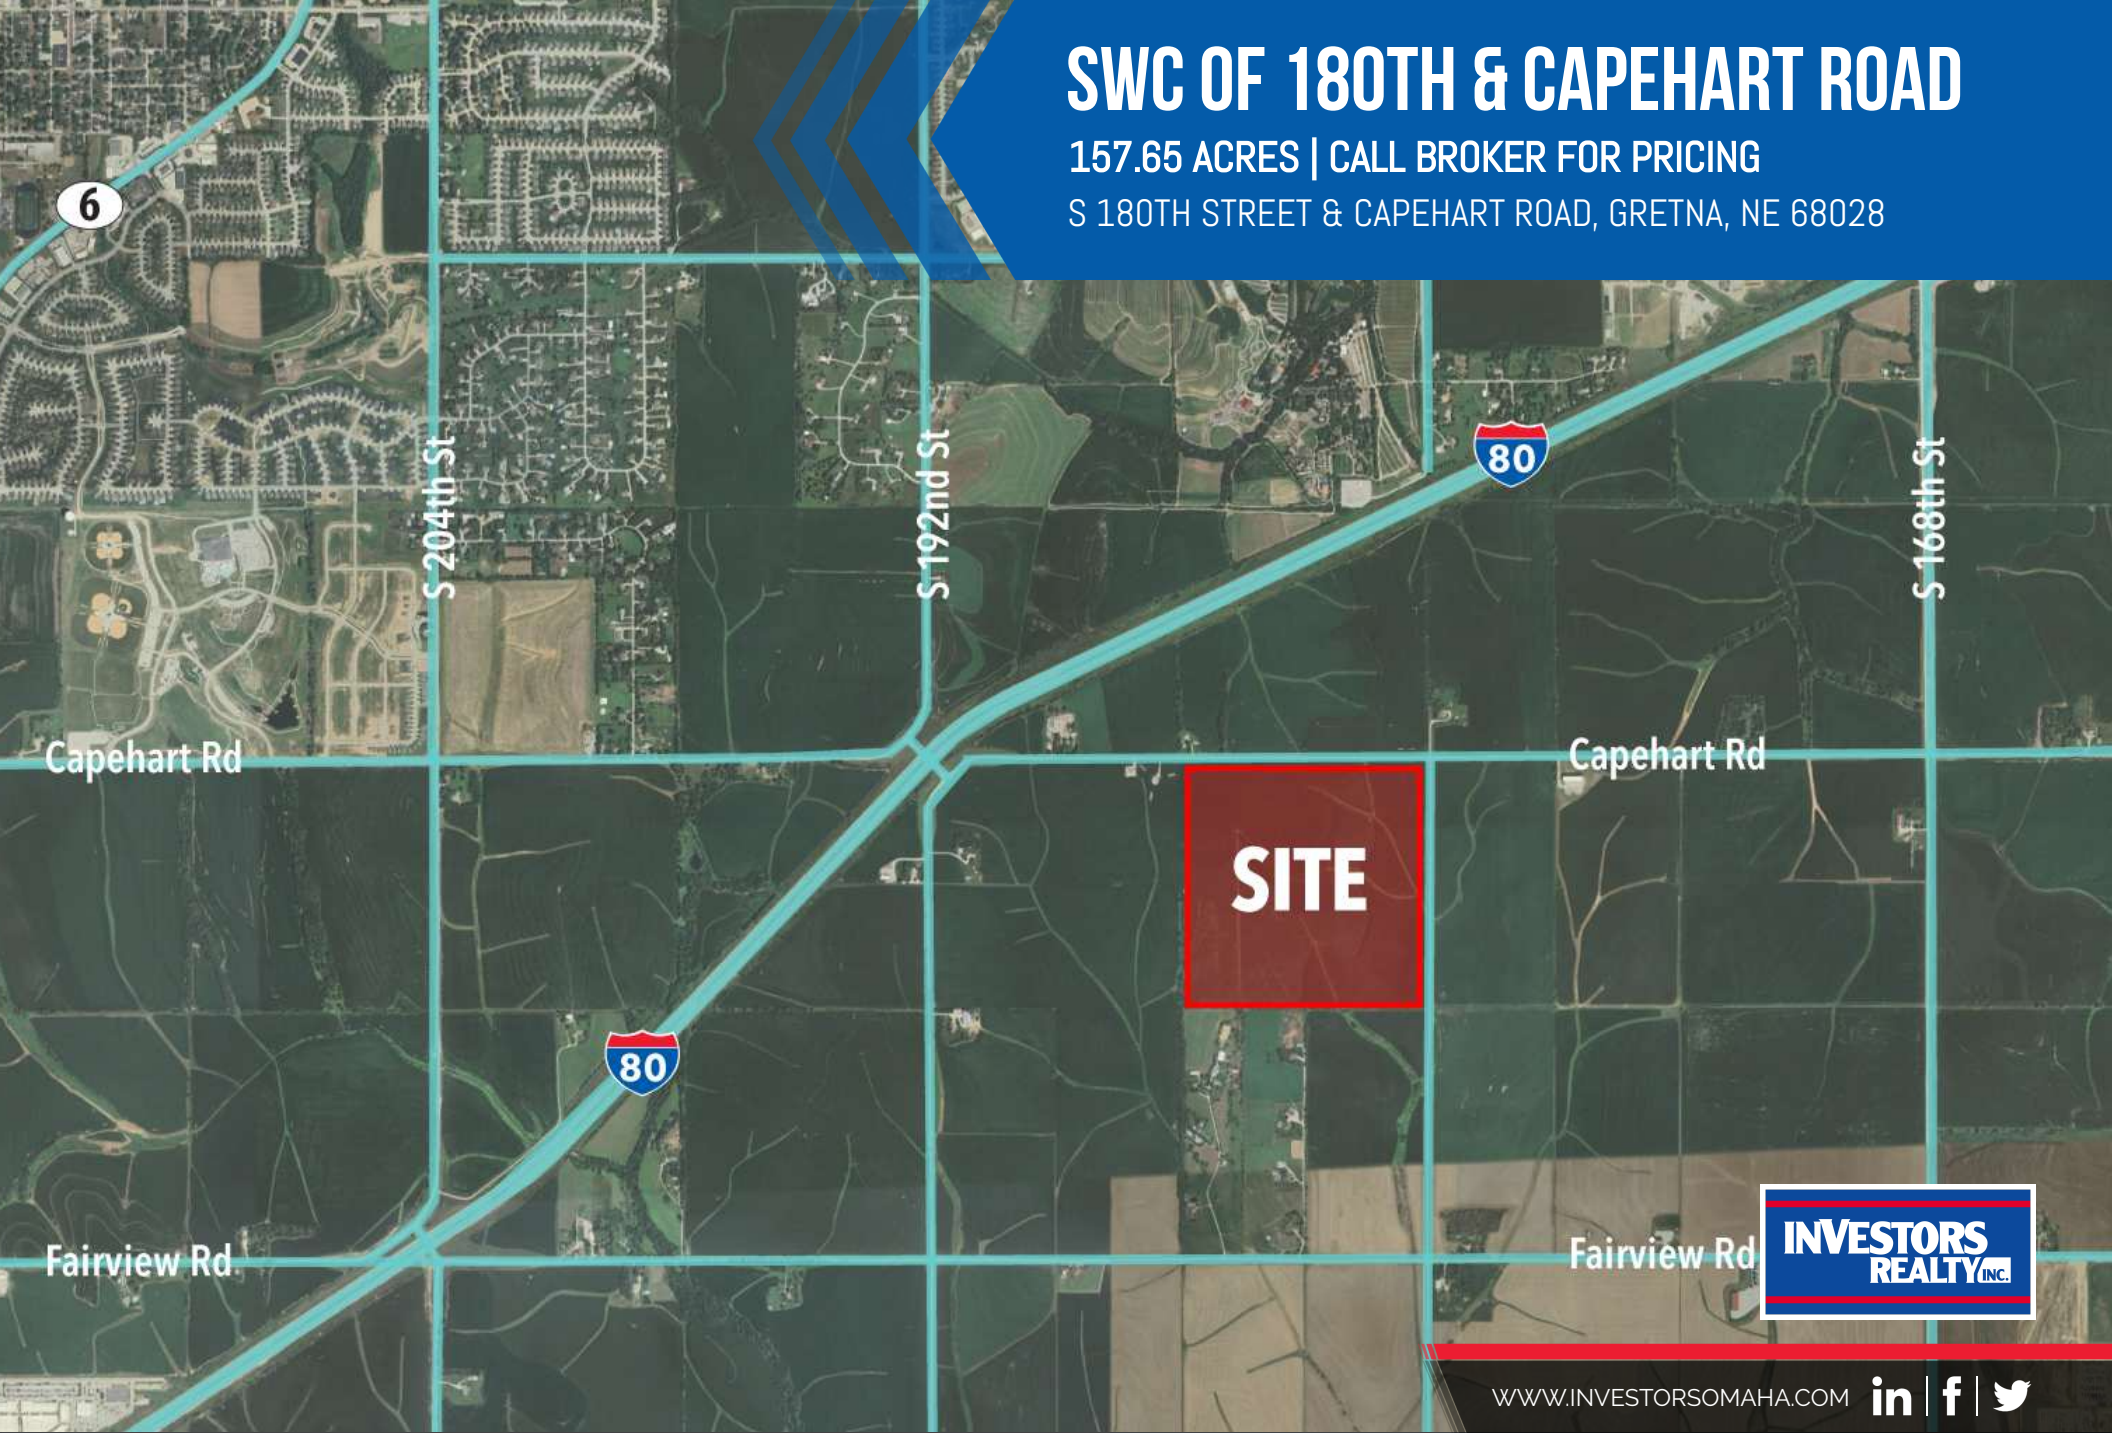 SWC OF 180TH & CAPEHART ROAD
157.65 ACRES | CALL BROKER FOR PRICING
S 180TH STREET & CAPEHART ROAD, GRETNA, NE 68028
6
80
S 204th St
S 192nd St
S 168th St
Capehart Rd
Capehart Rd
SITE
80
Fairview Rd
Fairview Rd
INVESTORS
REALTY INC.
WWW.INVESTORSOMAHA.COM in | f |